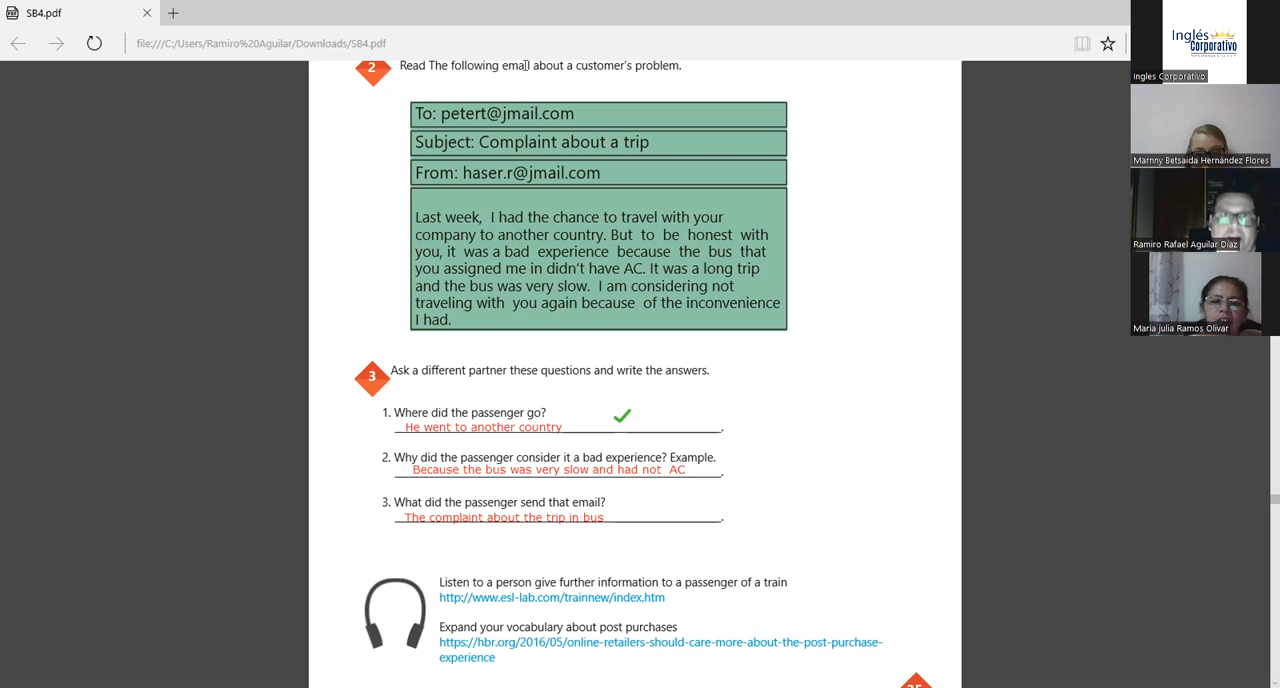 SB4.pdf
file:///C:/Users/Ramiro%20Aguilar/Downloads/SB4.pdf
2
Read The following email about a customer's problem.
To: petert@jmail.com
Subject: Complaint about a trip
From: haser.r@jmail.com
Last week, I had the chance to travel with your
company to another country. But to be honest with
you, it was a bad experience because the bus that
you assigned me in didn't have AC. It was a long trip
and the bus was very slow. I am considering not
traveling with you again because of the inconvenience
I had.
3
Ask a different partner these questions and write the answers.
1. Where did the passenger go?
He went to another country
2. Why did the passenger consider it a bad experience? Example.
Because the bus was very slow and had not AC
3. What did the passenger send that email?
The complaint about the trip in bus
Listen to a person give further information to a passenger of a train
http://www.esl-lab.com/trainnew/index.htm
Expand your vocabulary about post purchases
https://hbr.org/2016/05/online-retailers-should-care-more-about-the-post-purchase-
experience
Inglés
Corporativo
Ingles Corporativo
Marnny Betsaida Hernández Flores
Ramiro Rafael Aguilar Díaz
Maria julia Ramos Olivar